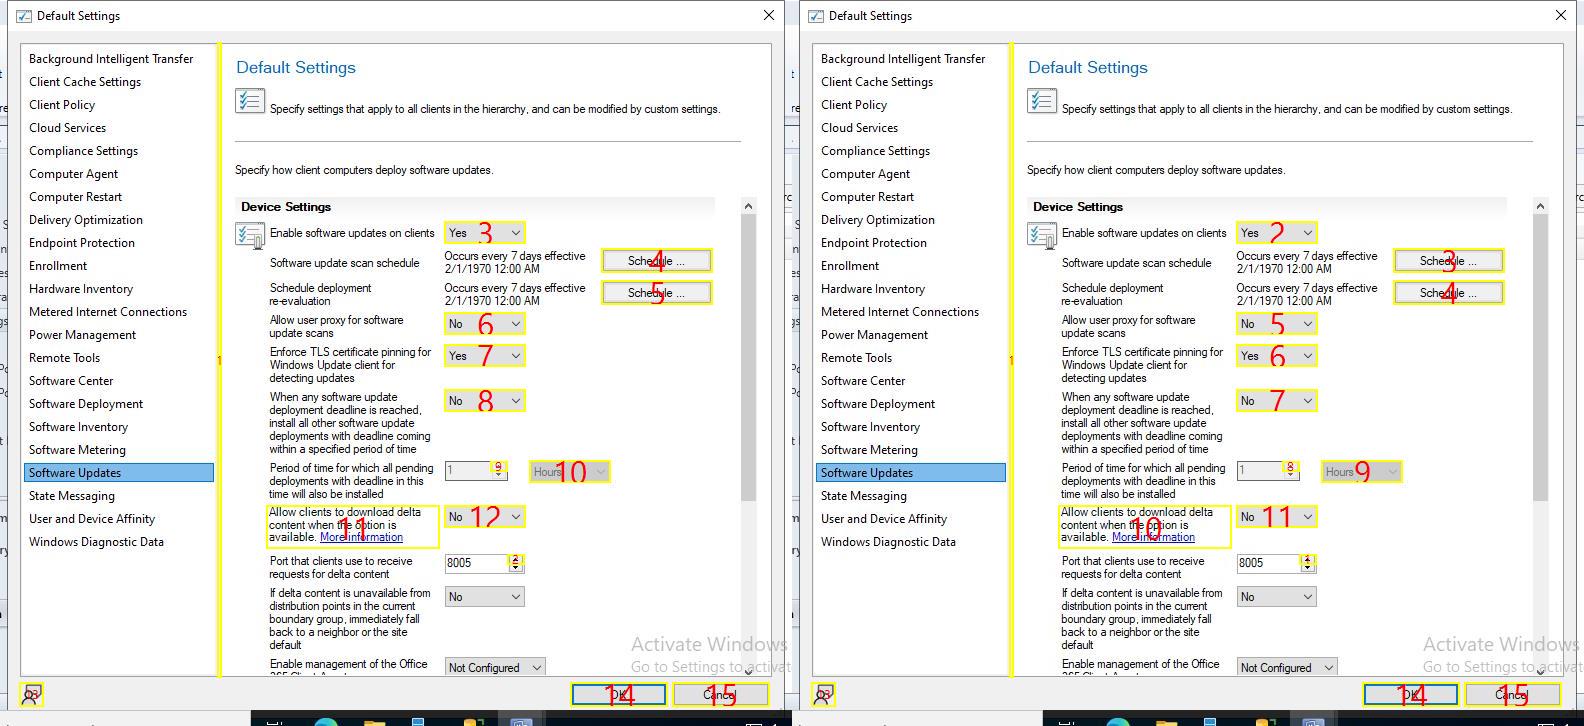 Default Settings
Background Intelligent Transfer
Client Cache Settings
Client Policy
Cloud Services
Compliance Settings
Computer Agent
Computer Restart
Delivery Optimization
Endpoint Protection
Enrollment
Hardware Inventory
Metered Internet Connections
Power Management
Remote Tools
Software Center
Software Deployment
Software Inventory
Software Metering
Software Updates
State Messaging
User and Device Affinity
Windows Diagnostic Data
1
Default Settings
Specify settings that apply to all clients in the hierarchy, and can be modified by custom settings.
Specify how client computers deploy software updates.
Device Settings
Enable software updates on clients Yes 3
Software update scan schedule
Occurs every 7 days effective
2/1/1970 12:00 AM
Schedule ... 4
Schedule deployment
re-evaluation
Occurs every 7 days effective
2/1/1970 12:00 AM
Schedule ... 5
Allow user proxy for software
update scans
No 6
Enforce TLS certificate pinning for
Windows Update client for
detecting updates
Yes 7
When any software update
deployment deadline is reached,
install all other software update
deployments with deadline coming
within a specified period of time
No 8
Period of time for which all pending
deployments with deadline in this
time will also be installed
1 9 Hours 10
Allow clients to download delta
content when the option is
available. More information
11
No 12
Port that clients use to receive
requests for delta content
8005
If delta content is unavailable from
distribution points in the current
boundary group, immediately fall
back to a neighbor or the site
default
No
Enable management of the Office
365 Client Agent
Not Configured
Activate Windows
Go to Settings to activat
OK 14
Cancel 15
Default Settings
Background Intelligent Transfer
Client Cache Settings
Client Policy
Cloud Services
Compliance Settings
Computer Agent
Computer Restart
Delivery Optimization
Endpoint Protection
Enrollment
Hardware Inventory
Metered Internet Connections
Power Management
Remote Tools
Software Center
Software Deployment
Software Inventory
Software Metering
Software Updates
State Messaging
User and Device Affinity
Windows Diagnostic Data
1
Default Settings
Specify settings that apply to all clients in the hierarchy, and can be modified by custom settings.
Specify how client computers deploy software updates.
Device Settings
Enable software updates on clients Yes 2
Software update scan schedule
Occurs every 7 days effective
2/1/1970 12:00 AM
Schedule ... 3
Schedule deployment
re-evaluation
Occurs every 7 days effective
2/1/1970 12:00 AM
Schedule ... 4
Allow user proxy for software
update scans
No 5
Enforce TLS certificate pinning for
Windows Update client for
detecting updates
Yes 6
When any software update
deployment deadline is reached,
install all other software update
deployments with deadline coming
within a specified period of time
No 7
Period of time for which all pending
deployments with deadline in this
time will also be installed
1 8 Hours 9
Allow clients to download delta
content when the option is
available. More information
10
No 11
Port that clients use to receive
requests for delta content
8005
If delta content is unavailable from
distribution points in the current
boundary group, immediately fall
back to a neighbor or the site
default
No
Enable management of the Office
365 Client Agent
Not Configured
Activate Windows
Go to Settings to activat
OK 14
Cancel 15